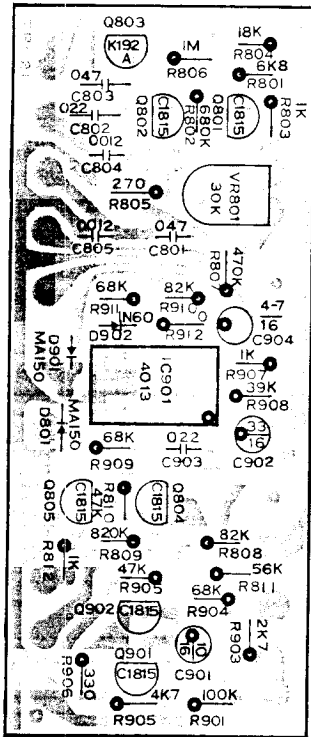 Q803
K192
A
1M
R806
18K
R804
6K8
R801
047
C803
022
C802
0012
C804
C1815
Q802
680K
R802
C1815
Q801
1K
R803
270
R805
VR801
30K
0012
C805
047
C801
470K
R80
68K
R911
82K
R910
1N60
D902
0
R912
4-7
16
C904
D901
MA150
IC901
4013
1K
R907
39K
R908
D801
MA150
33
16
C902
68K
R909
022
C903
Q805
C1815
47K
R810
C1815
Q804
820K
R809
82K
R808
1K
R812
47K
R905
56K
R811
68K
R904
Q902
C1815
10
16
C901
2K7
R903
Q901
C1815
330
R906
4K7
R905
100K
R901